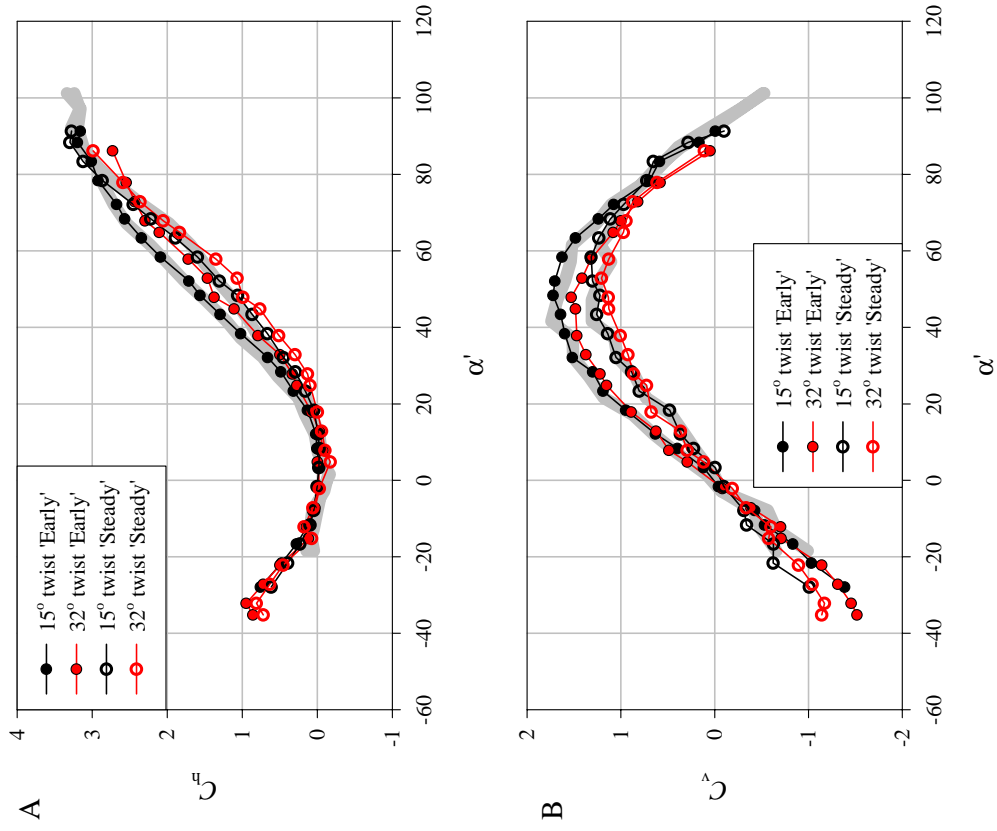 A
4
3
2
1
0
-1
C_h
-60
-40
-20
0
20
40
60
80
100
120
α'
15° twist 'Early'
32° twist 'Early'
15° twist 'Steady'
32° twist 'Steady'
B
2
1
0
-1
-2
C_v
-60
-40
-20
0
20
40
60
80
100
120
α'
15° twist 'Early'
32° twist 'Early'
15° twist 'Steady'
32° twist 'Steady'